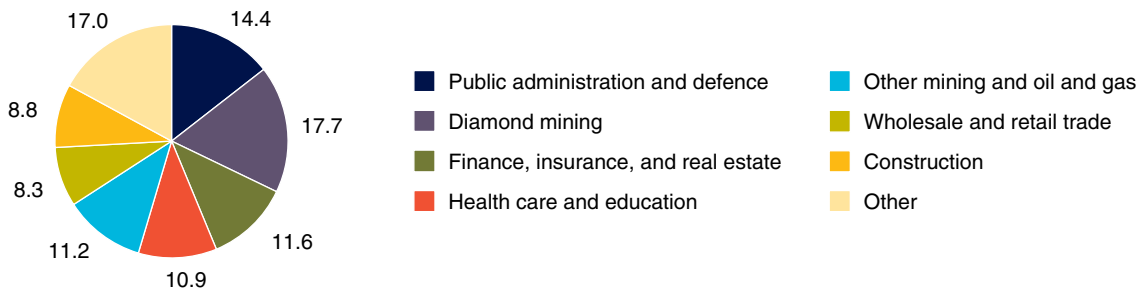 17.0
14.4
8.8
17.7
8.3
11.2
11.6
10.9
Public administration and defence
Diamond mining
Finance, insurance, and real estate
Health care and education
Other mining and oil and gas
Wholesale and retail trade
Construction
Other